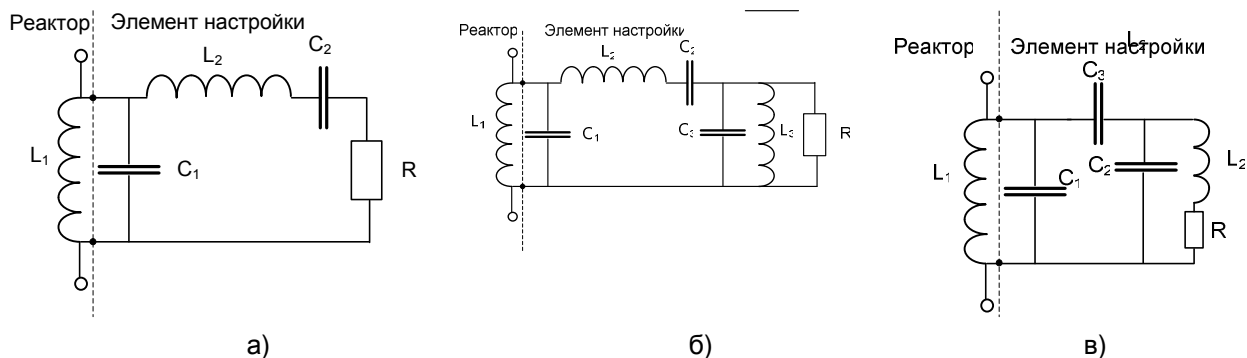 Реактор Элемент настройки
C2
L2
L1
C1
R
а)
Реактор Элемент настройки
L2
C2
L1
C1
C3
L3
R
б)
Реактор Элемент настройки
L2
C3
L1
C1
C2
L2
R
в)